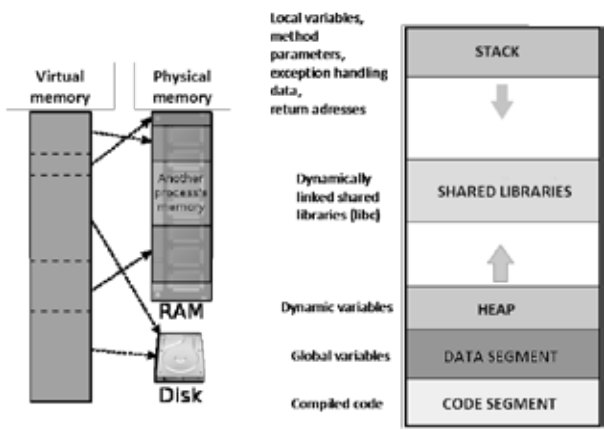 Virtual
memory
Physical
memory
Another
process's
memory
RAM
Disk
Local variables,
method
parameters,
exception handling
data,
return adresses
STACK
Dynamically
linked shared
libraries (libc)
SHARED LIBRARIES
Dynamic variables
HEAP
Global variables
DATA SEGMENT
Compiled code
CODE SEGMENT